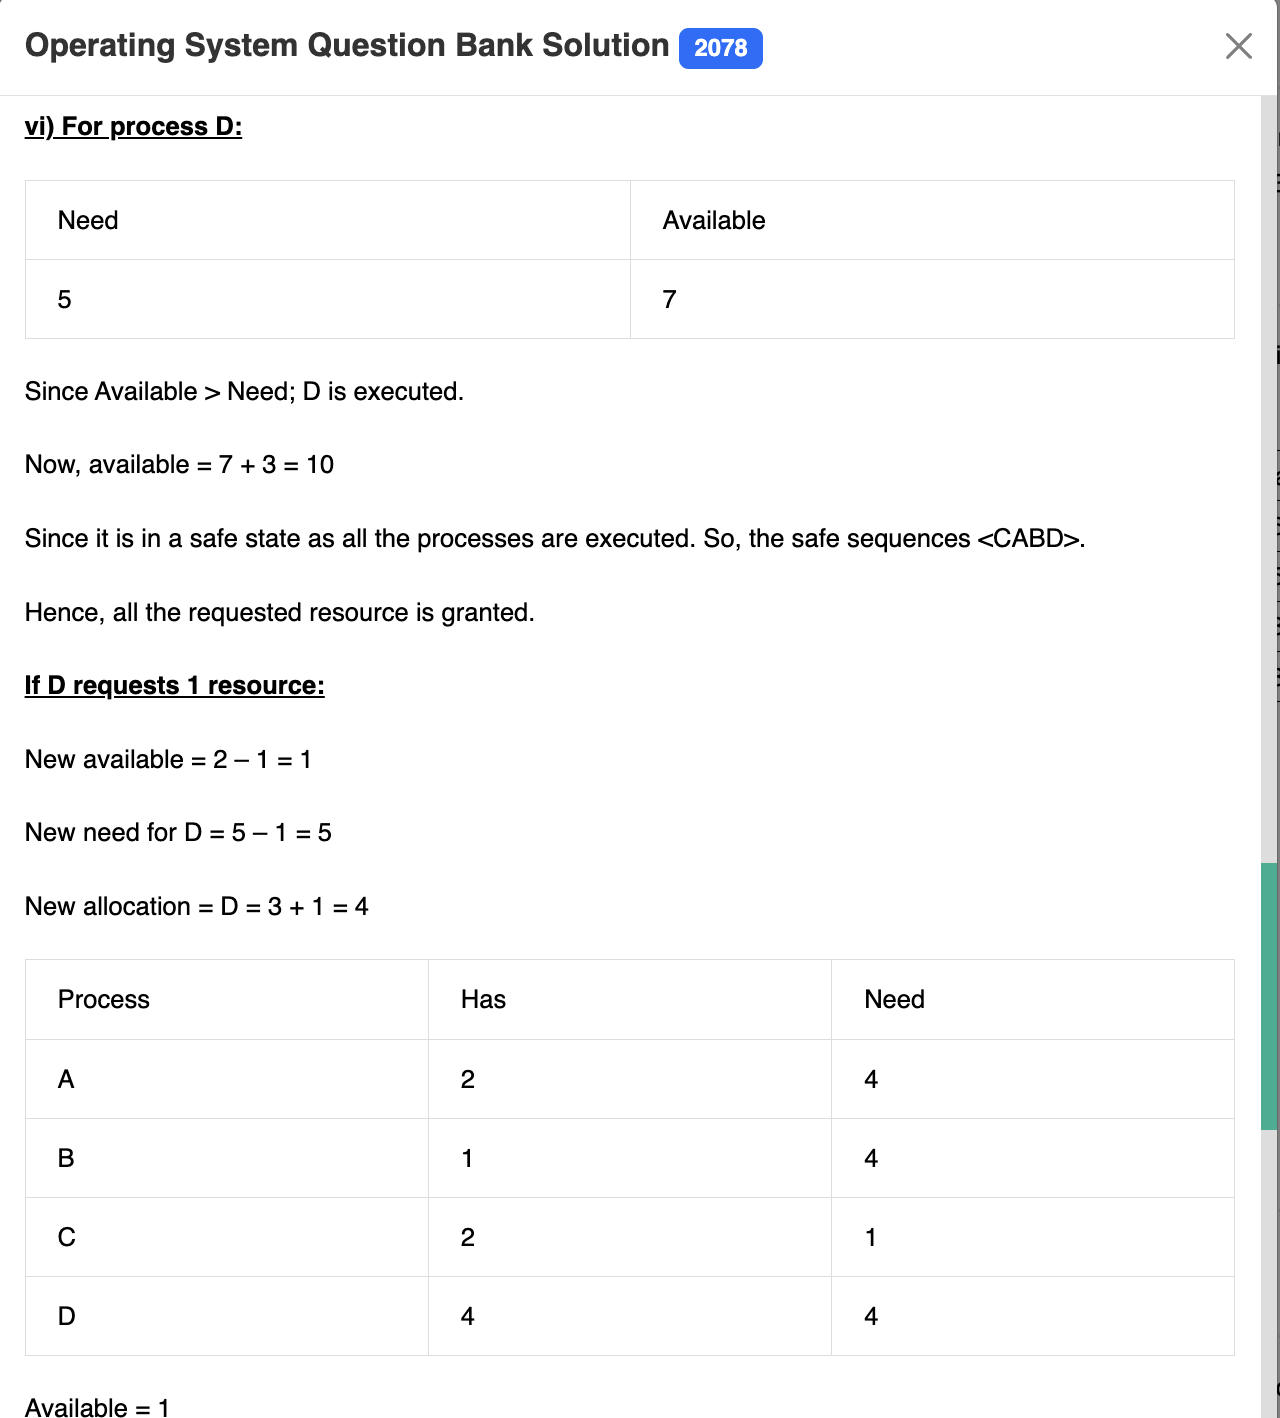 Operating System Question Bank Solution 2078
vi) For process D:
Need Available
5 7
Since Available > Need; D is executed.
Now, available = 7 + 3 = 10
Since it is in a safe state as all the processes are executed. So, the safe sequences <CABD>.
Hence, all the requested resource is granted.
If D requests 1 resource:
New available = 2 – 1 = 1
New need for D = 5 – 1 = 5
New allocation = D = 3 + 1 = 4
Process Has Need
A 2 4
B 1 4
C 2 1
D 4 4
Available = 1